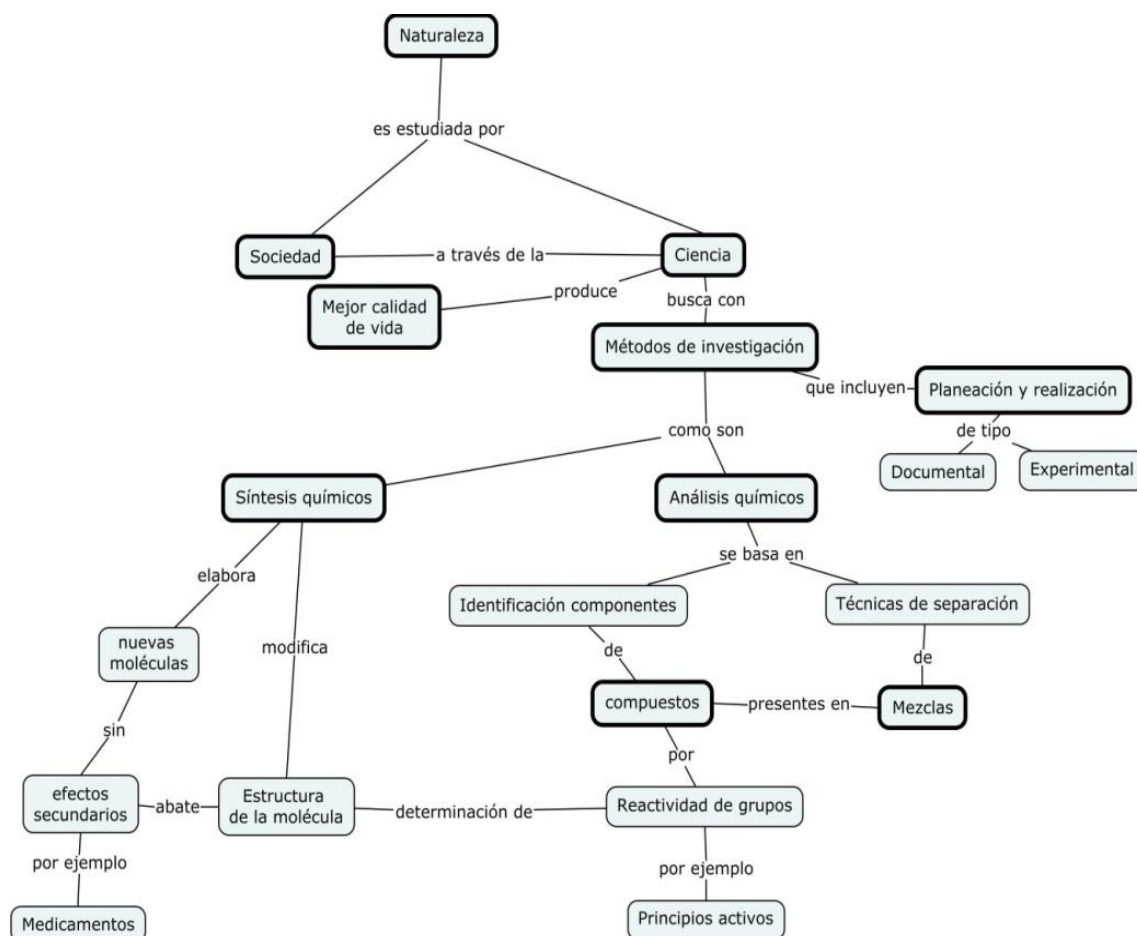 Naturaleza
es estudiada por
Sociedad
a través de la
Ciencia
produce
busca con
Mejor calidad
de vida
Métodos de investigación
que incluyen
Planeación y realización
como son
de tipo
Documental
Experimental
Síntesis químicos
Análisis químicos
se basa en
elabora
Identificación componentes
Técnicas de separación
nuevas
moléculas
modifica
de
de
compuestos
presentes en
Mezclas
sin
por
efectos
secundarios
abate
Estructura
de la molécula
determinación de
Reactividad de grupos
por ejemplo
por ejemplo
Medicamentos
Principios activos